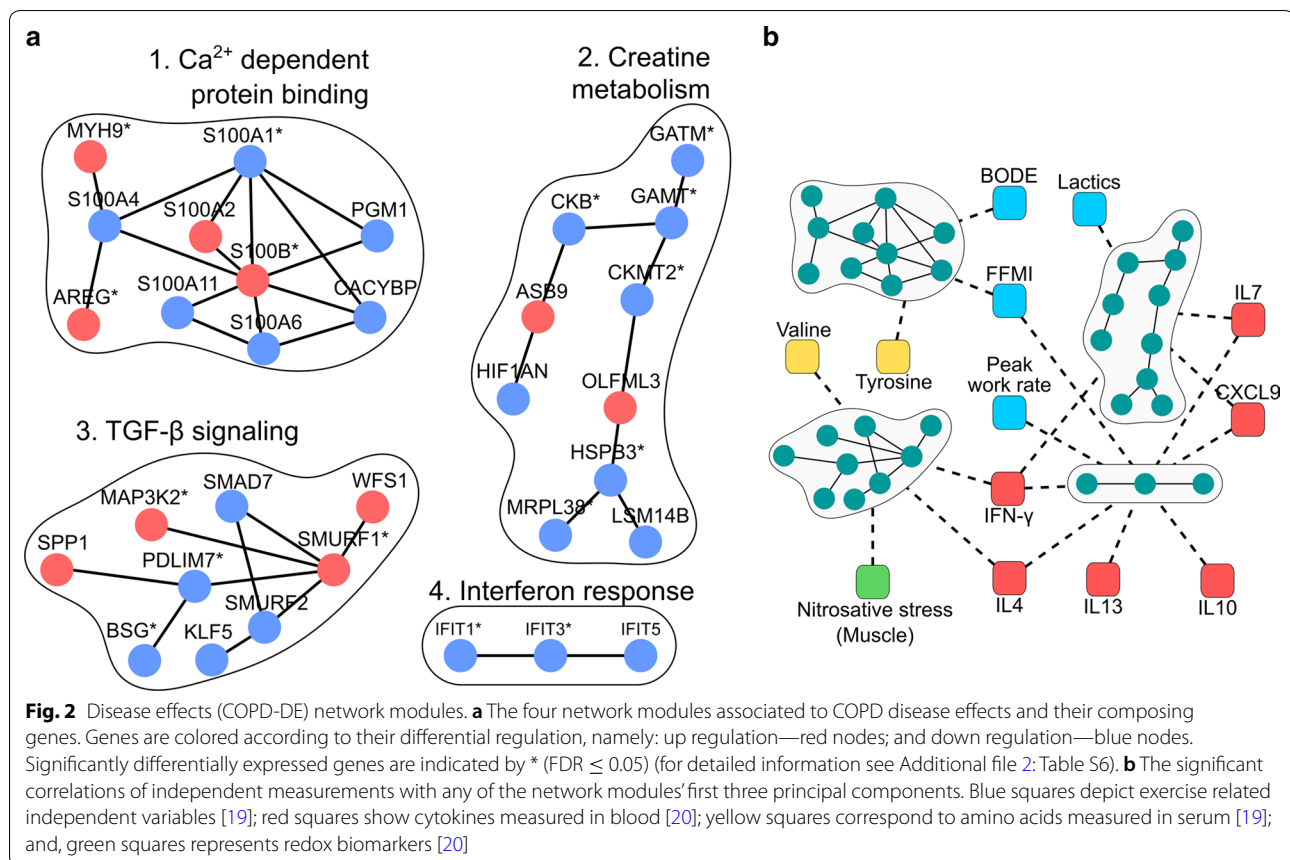 a
1. Ca²⁺ dependent
protein binding
MYH9*
S100A1*
S100A4
S100A2
PGM1
S100B*
S100A11
CACYBP
AREG*
S100A6
2. Creatine
metabolism
GATM*
CKB*
GAMT*
CKMT2*
ASB9
HIF1AN
OLFML3
HSPB3*
MRPL38*
LSM14B
3. TGF-β signaling
MAP3K2*
SMAD7
WFS1
SPP1
PDLIM7*
SMURF1*
SMURF2
BSG*
KLF5
4. Interferon response
IFIT1*
IFIT3*
IFIT5
b
BODE
Lactics
FFMI
IL7
Valine
Tyrosine
Peak
work rate
CXCL9
IFN-γ
Nitrosative stress
(Muscle)
IL4
IL13
IL10
Fig. 2 Disease effects (COPD-DE) network modules. a The four network modules associated to COPD disease effects and their composing
genes. Genes are colored according to their differential regulation, namely: up regulation—red nodes; and down regulation—blue nodes.
Significantly differentially expressed genes are indicated by * (FDR ≤ 0.05) (for detailed information see Additional file 2: Table S6). b The significant
correlations of independent measurements with any of the network modules' first three principal components. Blue squares depict exercise related
independent variables [19]; red squares show cytokines measured in blood [20]; yellow squares correspond to amino acids measured in serum [19];
and, green squares represents redox biomarkers [20]